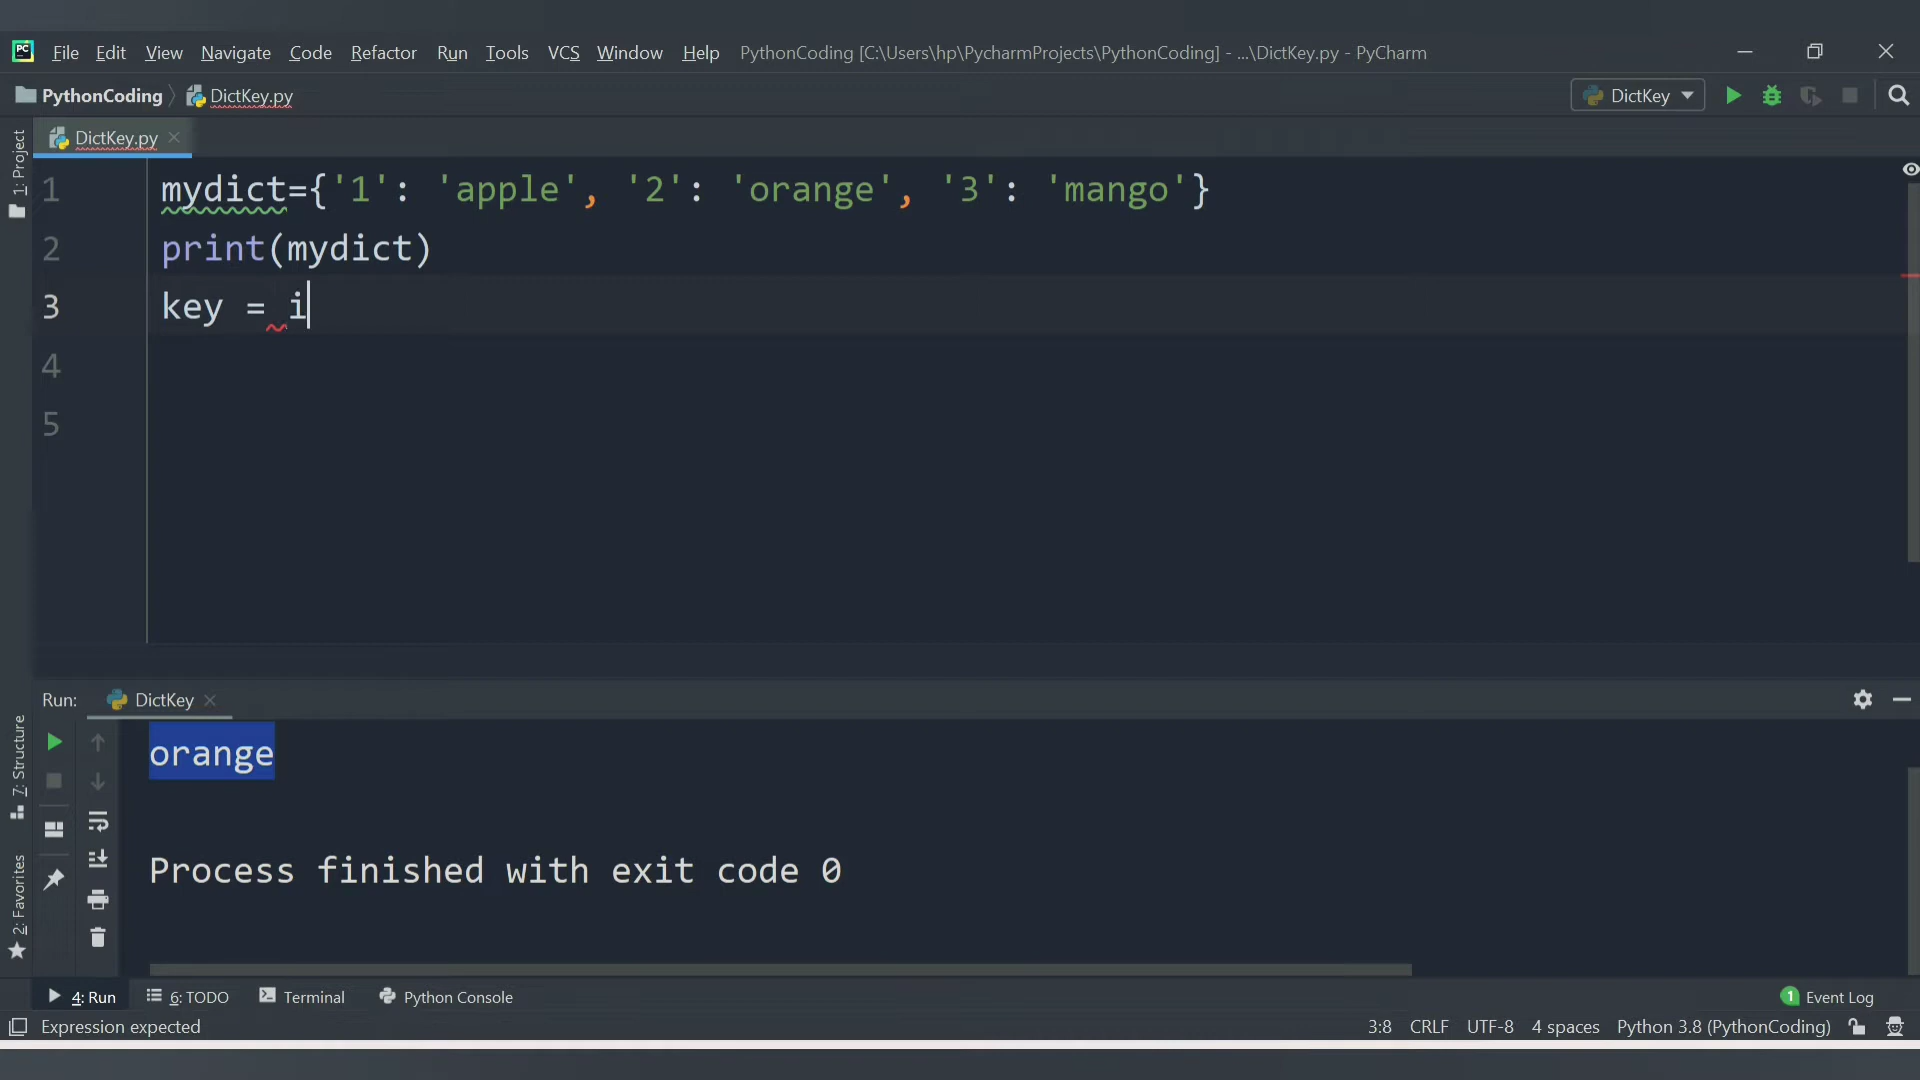 PC File Edit View Navigate Code Refactor Run Tools VCS Window Help PythonCoding [C:\Users\hp\PycharmProjects\PythonCoding] - ...\DictKey.py - PyCharm
PythonCoding DictKey.py DictKey
1: Project
DictKey.py
1 mydict={'1': 'apple', '2': 'orange', '3': 'mango'}
2 print(mydict)
3 key = i
4
5
Run: DictKey
7: Structure
2: Favorites
orange
Process finished with exit code 0
4: Run 6: TODO Terminal Python Console 1 Event Log
Expression expected 3:8 CRLF UTF-8 4 spaces Python 3.8 (PythonCoding)